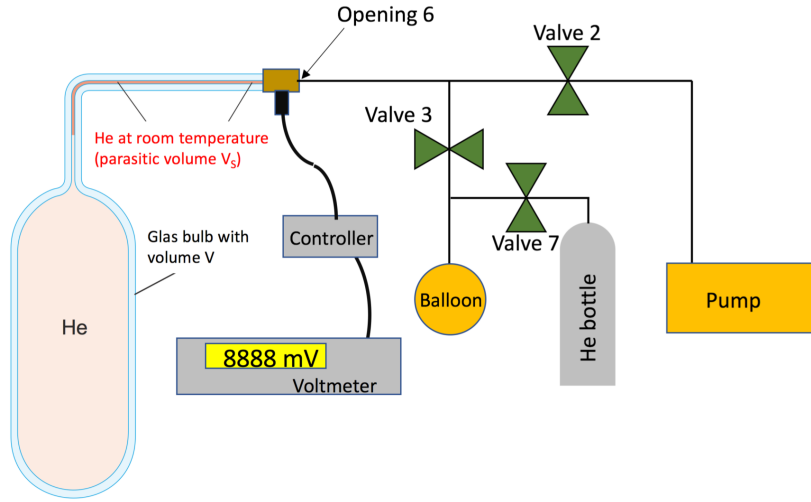 Opening 6
Valve 2
Valve 3
He at room temperature
(parasitic volume VS)
Glas bulb with
volume V
Controller
Valve 7
Balloon
He bottle
Pump
He
8888 mV
Voltmeter